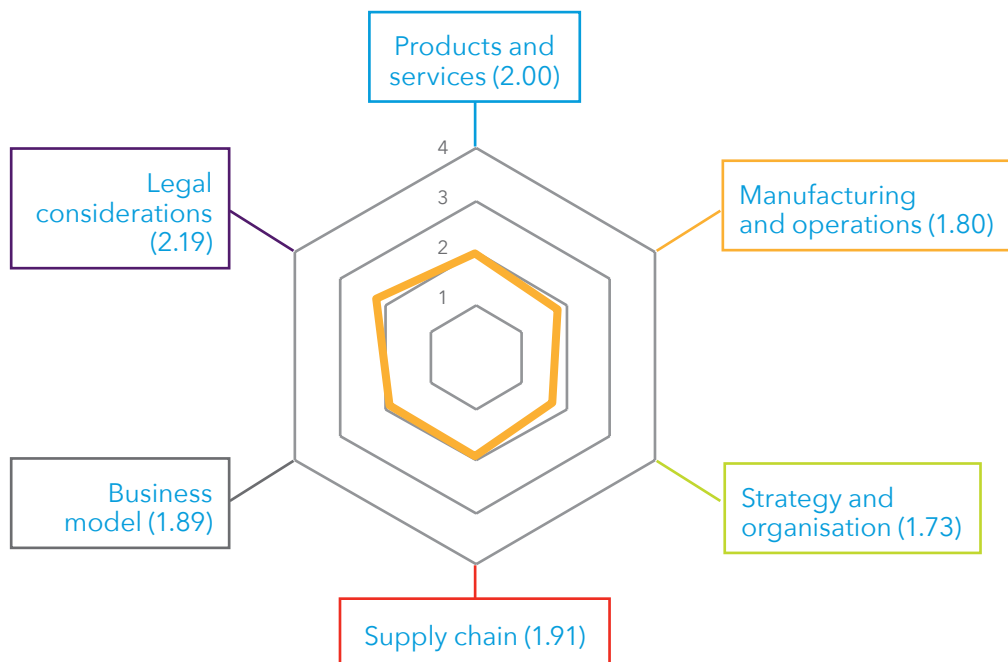 Products and
services (2.00)
4
3
2
1
Legal
considerations
(2.19)
Manufacturing
and operations (1.80)
Business
model (1.89)
Strategy and
organisation (1.73)
Supply chain (1.91)